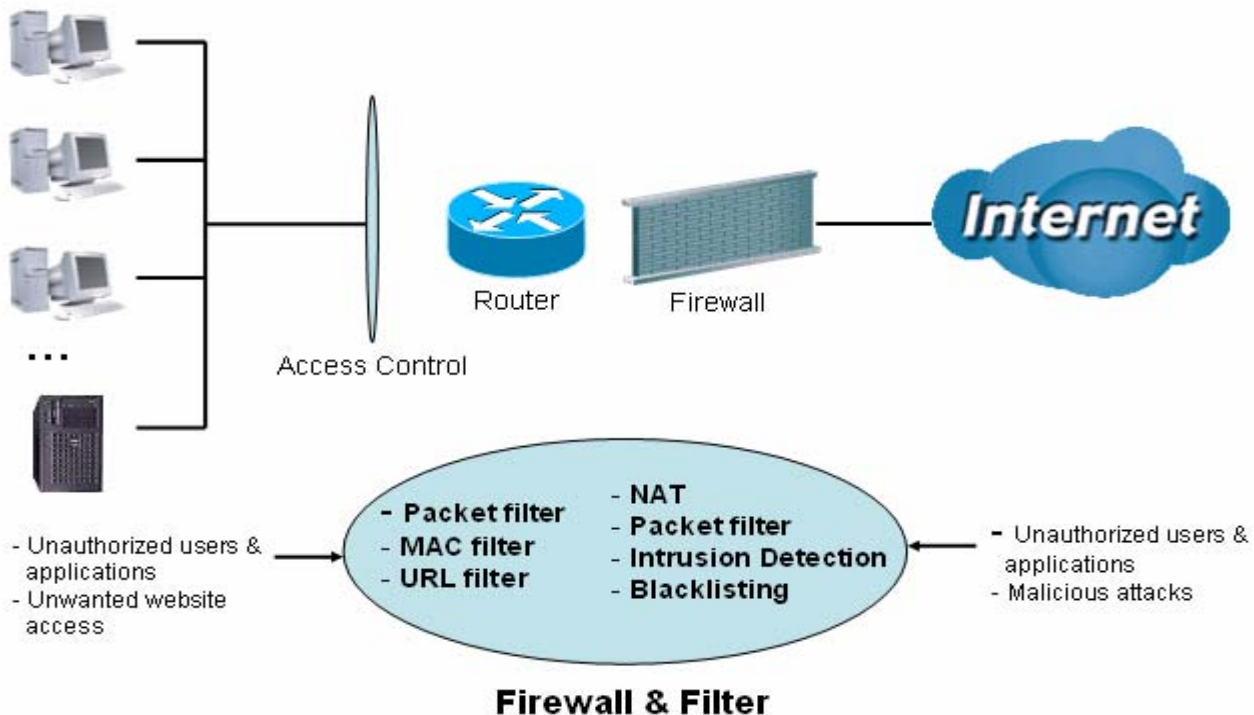 Internet
Router
Firewall
...
Access Control
- Packet filter
- MAC filter
- URL filter
- NAT
- Packet filter
- Intrusion Detection
- Blacklisting
- Unauthorized users &
applications
- Unwanted website
access
- Unauthorized users &
applications
- Malicious attacks
Firewall & Filter